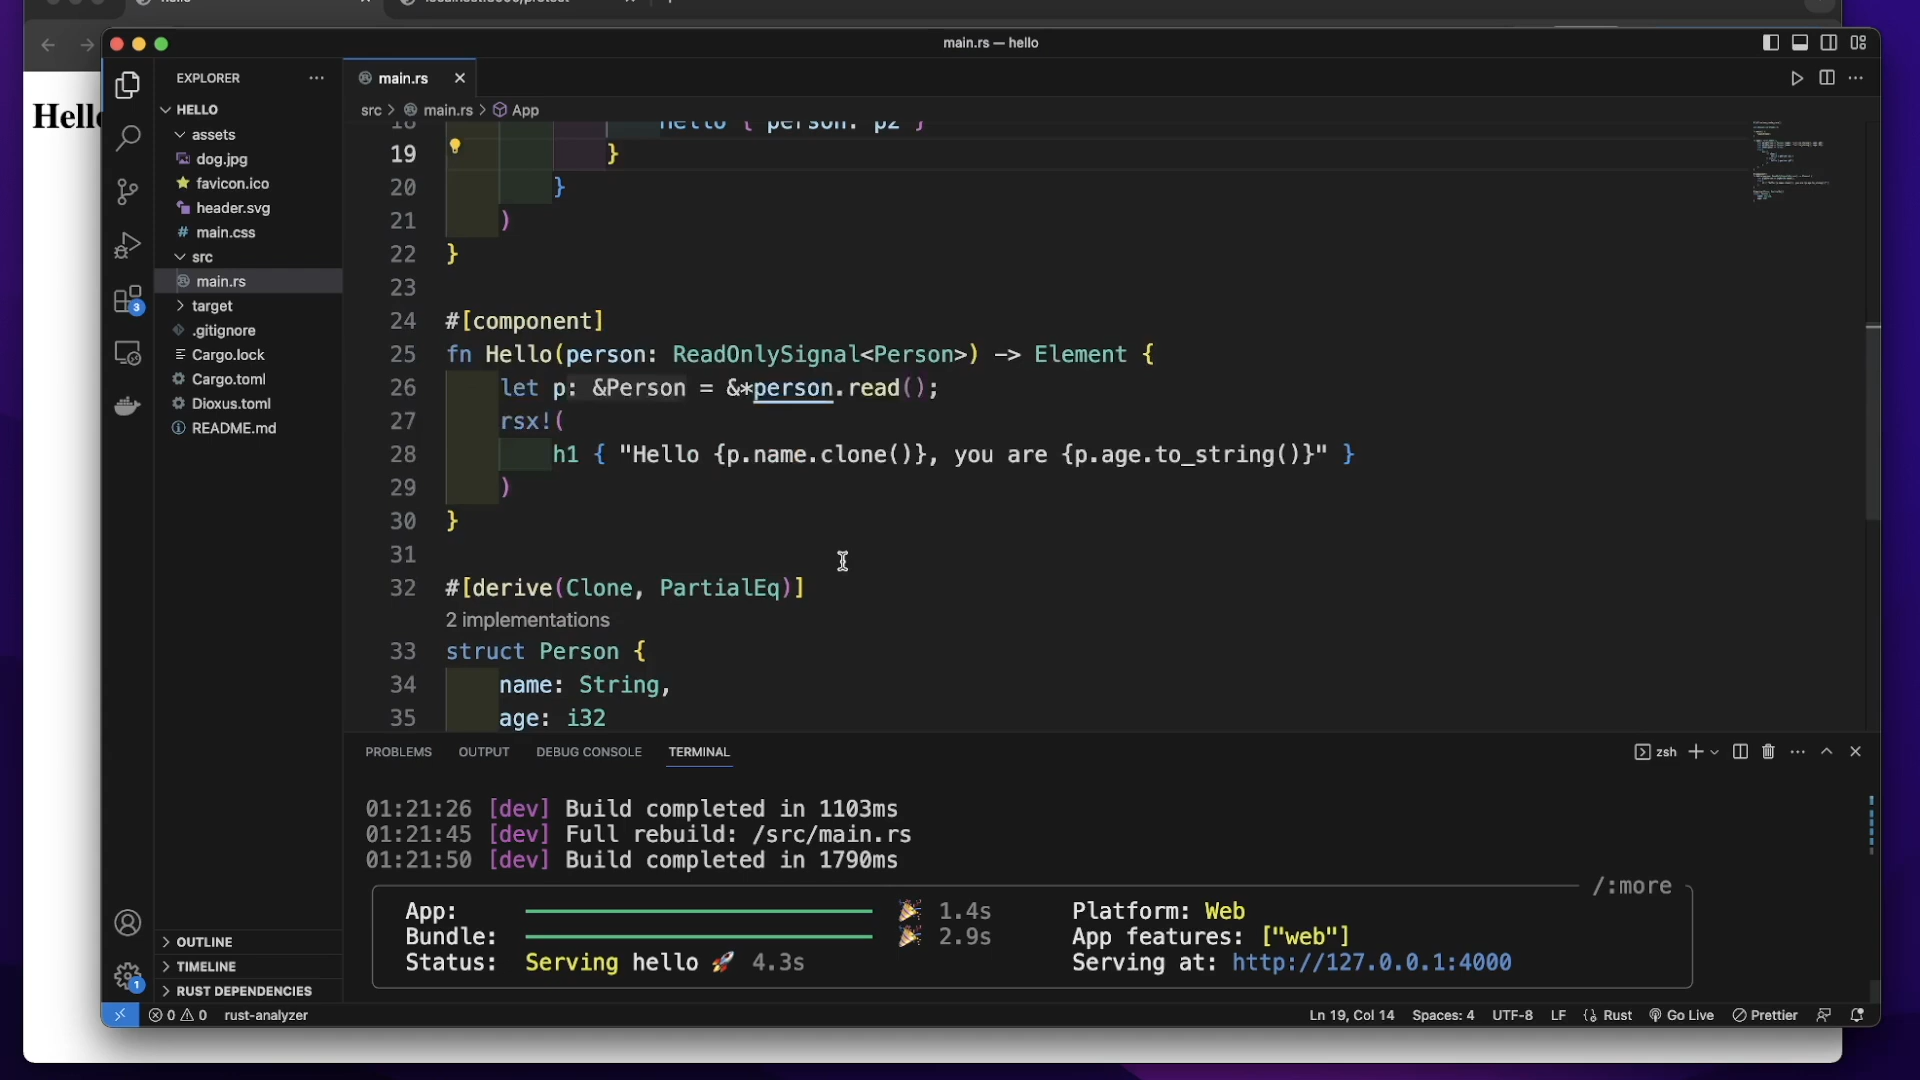 Hello
main.rs — hello
EXPLORER
HELLO
assets
dog.jpg
favicon.ico
header.svg
main.css
src
main.rs
target
.gitignore
Cargo.lock
Cargo.toml
Dioxus.toml
README.md
OUTLINE
TIMELINE
RUST DEPENDENCIES
main.rs
src > main.rs > App
18 hello { person: p2 }
19 }
20 }
21 )
22 }
23
24 #[component]
25 fn Hello(person: ReadOnlySignal<Person>) -> Element {
26 let p: &Person = &*person.read();
27 rsx!(
28 h1 { "Hello {p.name.clone()}, you are {p.age.to_string()}" }
29 )
30 }
31
32 #[derive(Clone, PartialEq)]
2 implementations
33 struct Person {
34 name: String,
35 age: i32
PROBLEMS OUTPUT DEBUG CONSOLE TERMINAL
zsh
01:21:26 [dev] Build completed in 1103ms
01:21:45 [dev] Full rebuild: /src/main.rs
01:21:50 [dev] Build completed in 1790ms
/:more
App: 🎉 1.4s Platform: Web
Bundle: 🎉 2.9s App features: ["web"]
Status: Serving hello 🚀 4.3s Serving at: http://127.0.0.1:4000
3
1
0 0 rust-analyzer
Ln 19, Col 14 Spaces: 4 UTF-8 LF Rust Go Live Prettier